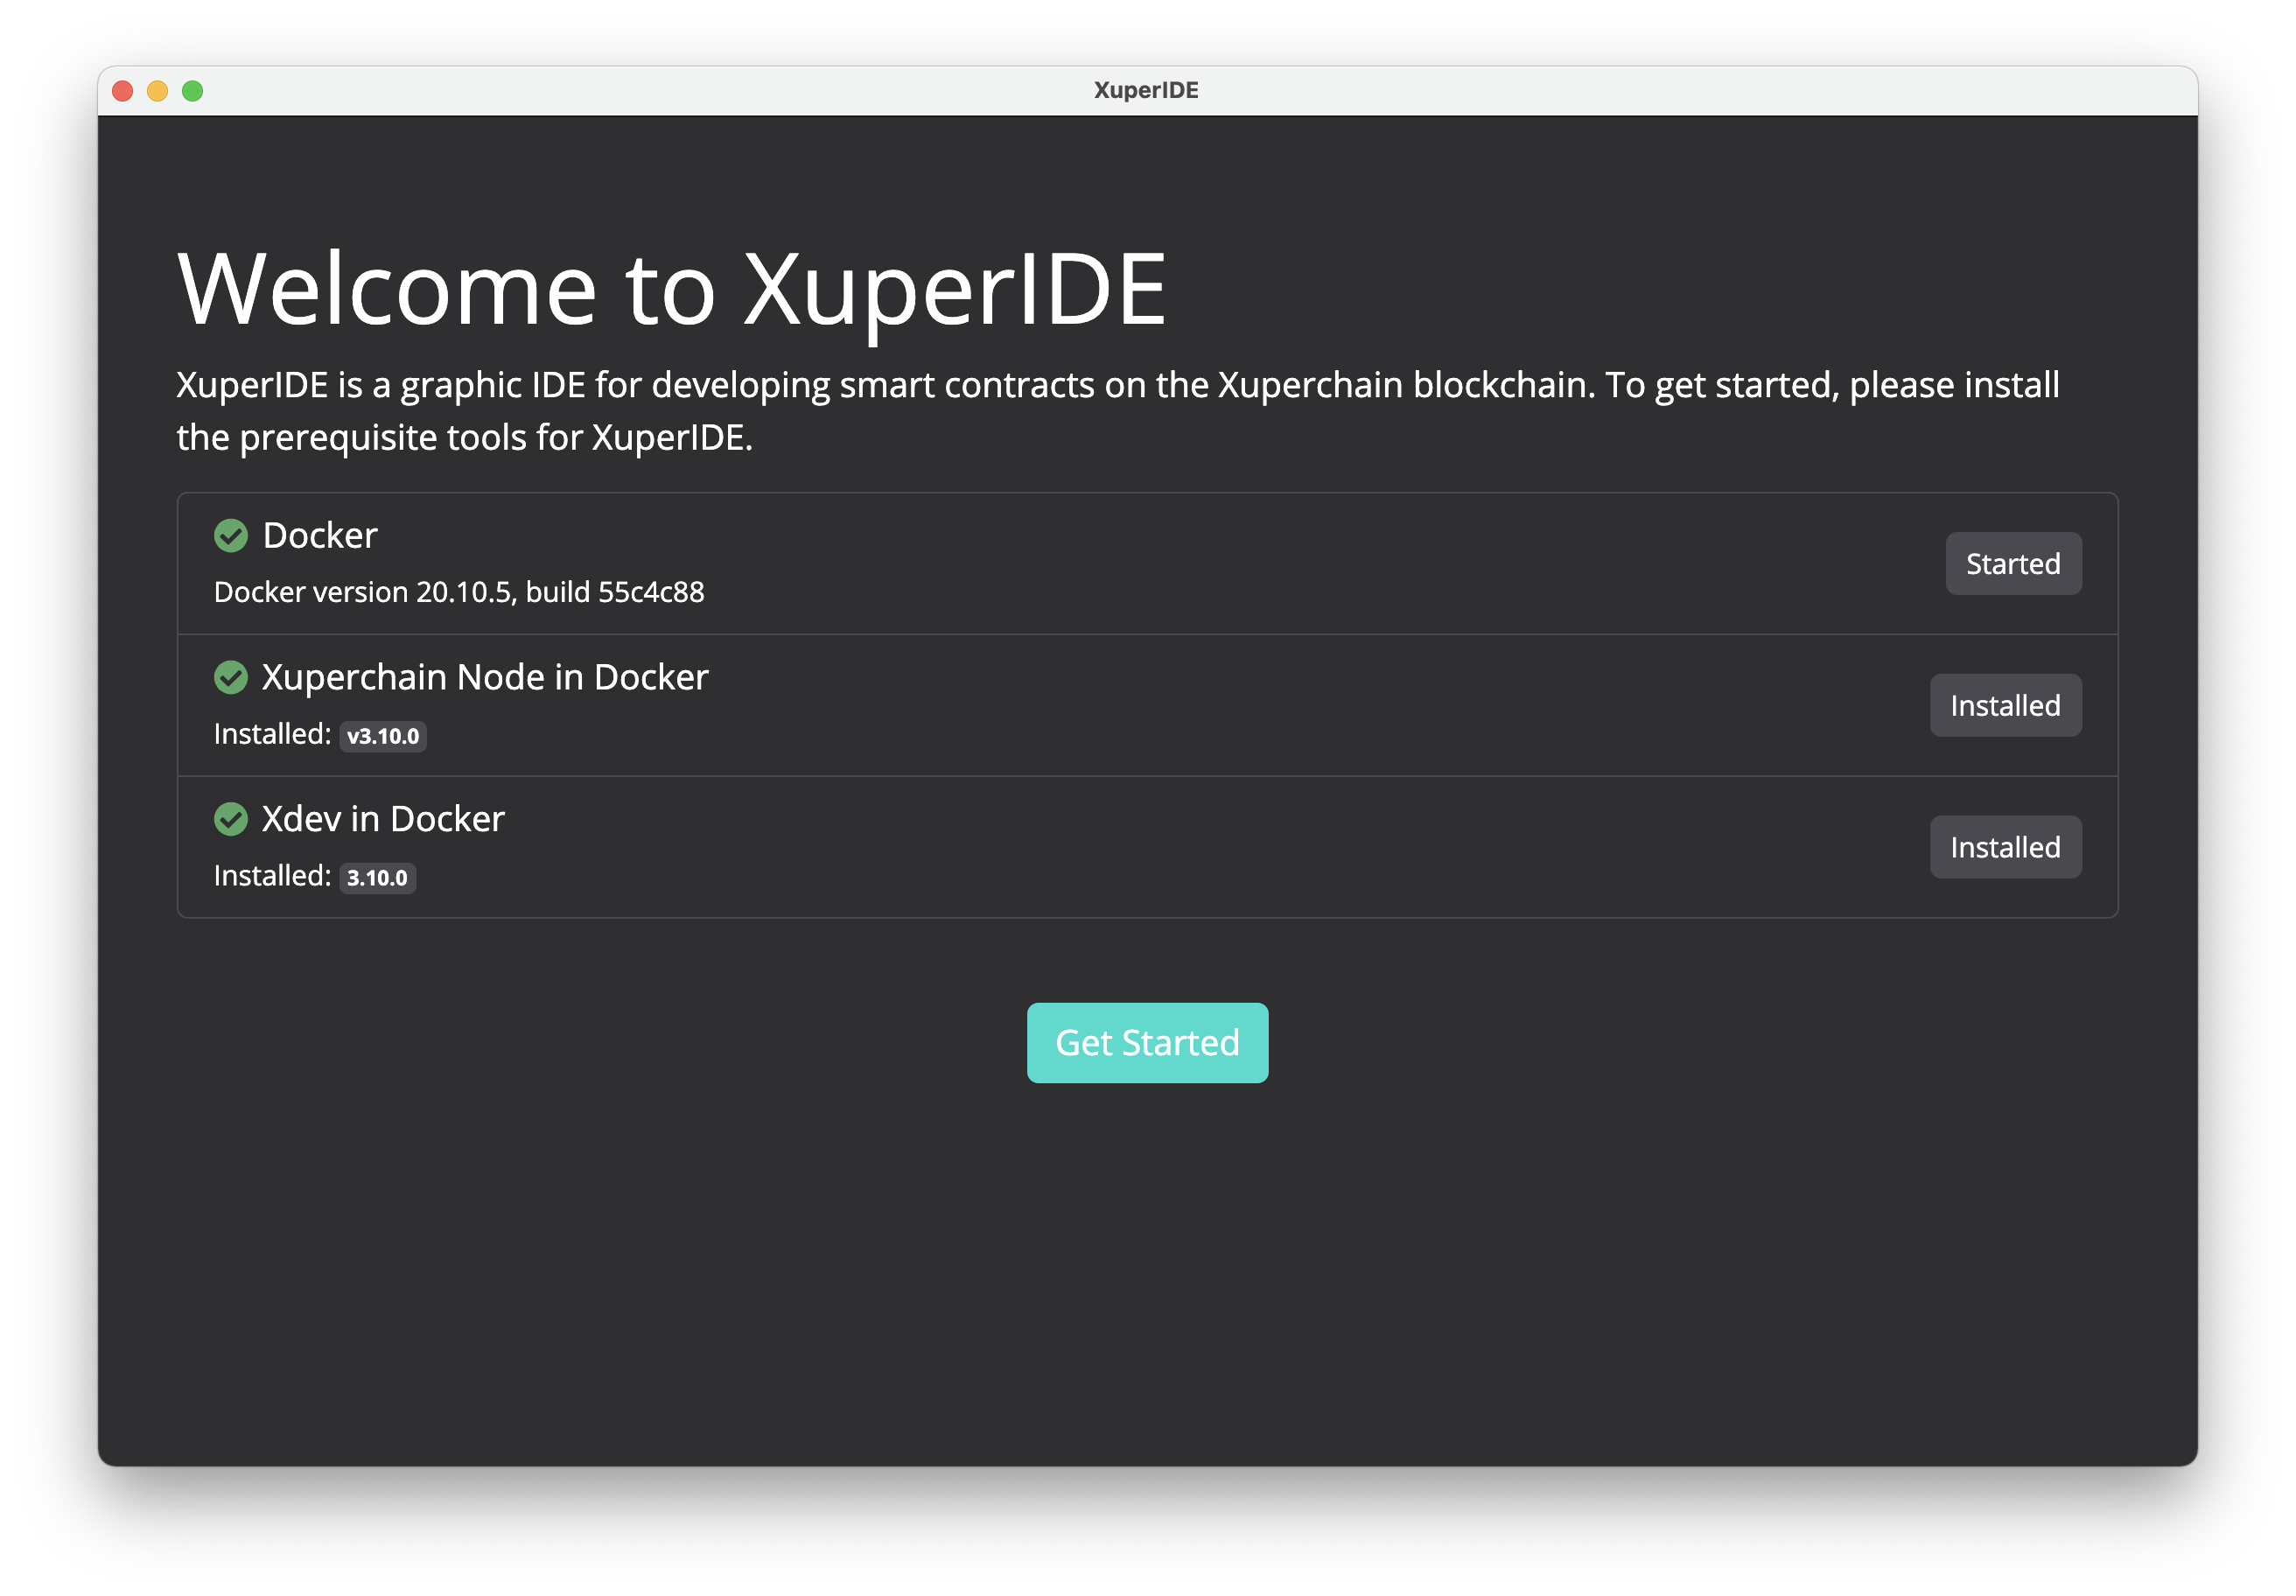 XuperIDE
Welcome to XuperIDE
XuperIDE is a graphic IDE for developing smart contracts on the Xuperchain blockchain. To get started, please install
the prerequisite tools for XuperIDE.
Docker
Docker version 20.10.5, build 55c4c88
Started
Xuperchain Node in Docker
Installed: v3.10.0
Installed
Xdev in Docker
Installed: 3.10.0
Installed
Get Started